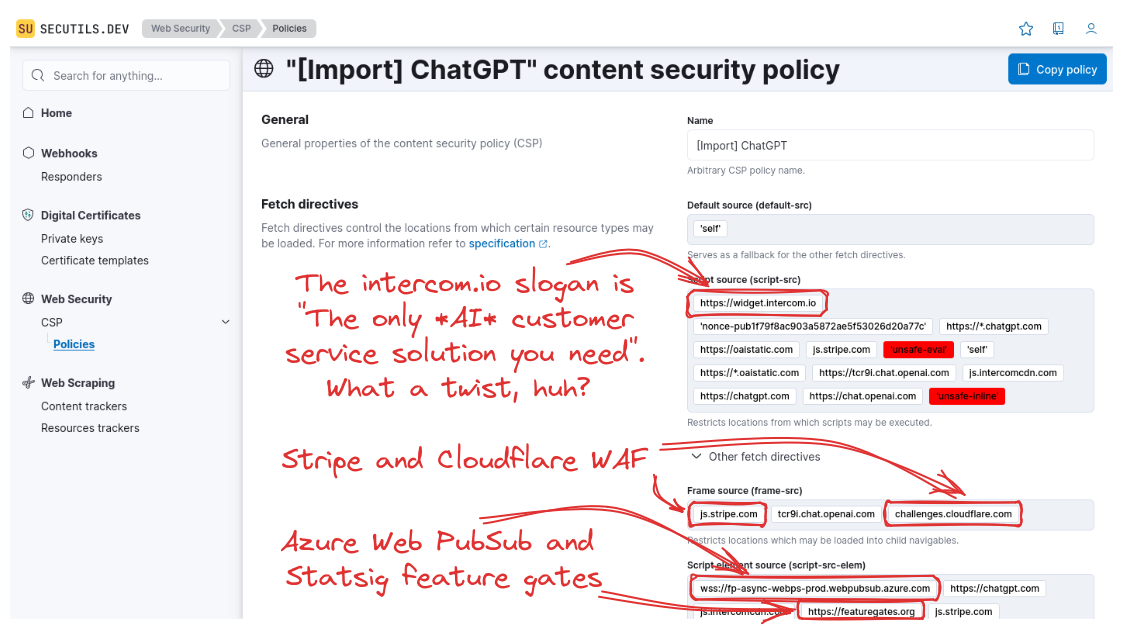 SU SECUTILS.DEV
Web Security
CSP
Policies
Search for anything...
Home
Webhooks
Responders
Digital Certificates
Private keys
Certificate templates
Web Security
CSP
Policies
Web Scraping
Content trackers
Resources trackers
"[Import] ChatGPT" content security policy
Copy policy
General
General properties of the content security policy (CSP)
Name
[Import] ChatGPT
Arbitrary CSP policy name.
Fetch directives
Fetch directives control the locations from which certain resource types may
be loaded. For more information refer to specification.
Default source (default-src)
'self'
Serves as a fallback for the other fetch directives.
The intercom.io slogan is
"The only *AI* customer
service solution you need".
What a twist, huh?
Script source (script-src)
https://widget.intercom.io
'nonce-pub1f79f8ac903a5872ae5f53026d20a77c' https://*.chatgpt.com
https://oaistatic.com js.stripe.com 'unsafe-eval' 'self'
https://*.oaistatic.com https://tcr9i.chat.openai.com js.intercomcdn.com
https://chatgpt.com https://chat.openai.com 'unsafe-inline'
Restricts locations from which scripts may be executed.
Stripe and Cloudflare WAF
Other fetch directives
Frame source (frame-src)
js.stripe.com tcr9i.chat.openai.com challenges.cloudflare.com
Restricts locations which may be loaded into child navigables.
Azure Web PubSub and
Statsig feature gates
Script element source (script-src-elem)
wss://fp-async-webps-prod.webpubsub.azure.com https://chatgpt.com
js.intercomcdn.com https://featuregates.org js.stripe.com